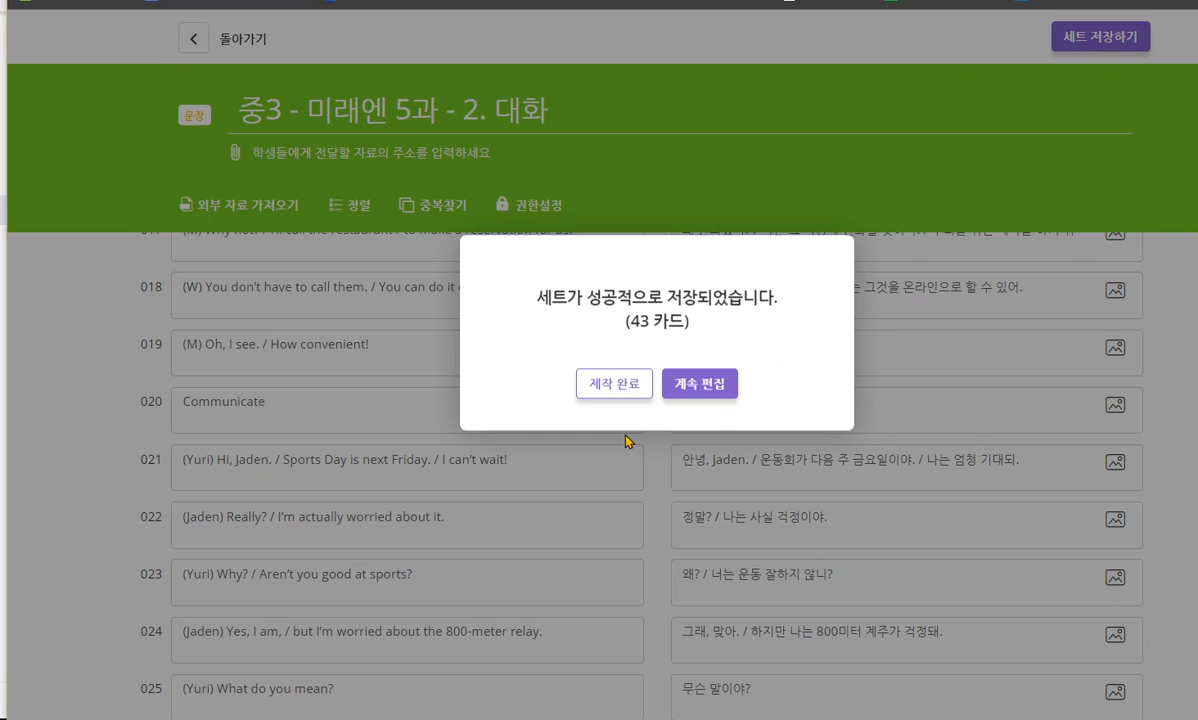 돌아가기
세트 저장하기
문장
중3 - 미래엔 5과 - 2. 대화
학생들에게 전달할 자료의 주소를 입력하세요
외부 자료 가져오기
정렬
중복찾기
권한설정
세트가 성공적으로 저장되었습니다.
(43 카드)
제작 완료
계속 편집
018
(W) You don't have to call them. / You can do it
그것을 온라인으로 할 수 있어.
019
(M) Oh, I see. / How convenient!
020
Communicate
021
(Yuri) Hi, Jaden. / Sports Day is next Friday. / I can't wait!
안녕, Jaden. / 운동회가 다음 주 금요일이야. / 나는 엄청 기대되.
022
(Jaden) Really? / I'm actually worried about it.
정말? / 나는 사실 걱정이야.
023
(Yuri) Why? / Aren't you good at sports?
왜? / 너는 운동 잘하지 않니?
024
(Jaden) Yes, I am, / but I'm worried about the 800-meter relay.
그래, 맞아. / 하지만 나는 800미터 계주가 걱정돼.
025
(Yuri) What do you mean?
무슨 말이야?